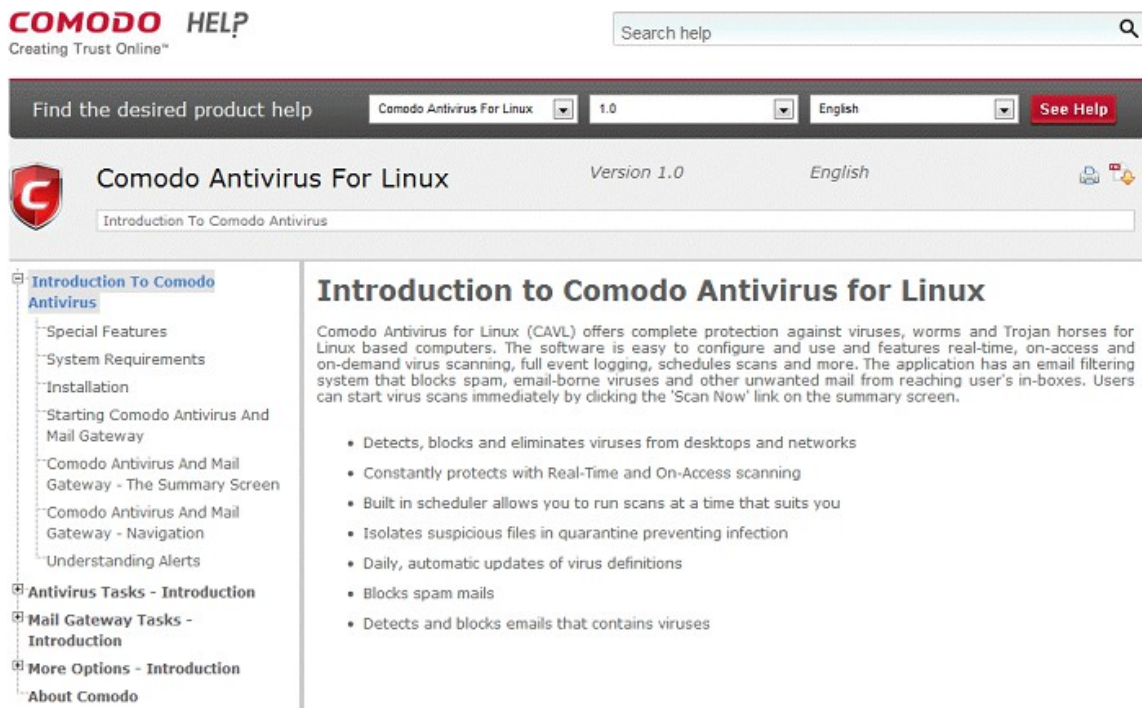 COMODO HELP
Creating Trust Online™
Search help
Find the desired product help
Comodo Antivirus For Linux
1.0
English
See Help
Comodo Antivirus For Linux
Version 1.0
English
Introduction To Comodo Antivirus
Introduction To Comodo
Antivirus
Special Features
System Requirements
Installation
Starting Comodo Antivirus And
Mail Gateway
Comodo Antivirus And Mail
Gateway - The Summary Screen
Comodo Antivirus And Mail
Gateway - Navigation
Understanding Alerts
Antivirus Tasks - Introduction
Mail Gateway Tasks -
Introduction
More Options - Introduction
About Comodo
Introduction to Comodo Antivirus for Linux
Comodo Antivirus for Linux (CAVL) offers complete protection against viruses, worms and Trojan horses for
Linux based computers. The software is easy to configure and use and features real-time, on-access and
on-demand virus scanning, full event logging, schedules scans and more. The application has an email filtering
system that blocks spam, email-borne viruses and other unwanted mail from reaching user's in-boxes. Users
can start virus scans immediately by clicking the 'Scan Now' link on the summary screen.
• Detects, blocks and eliminates viruses from desktops and networks
• Constantly protects with Real-Time and On-Access scanning
• Built in scheduler allows you to run scans at a time that suits you
• Isolates suspicious files in quarantine preventing infection
• Daily, automatic updates of virus definitions
• Blocks spam mails
• Detects and blocks emails that contains viruses